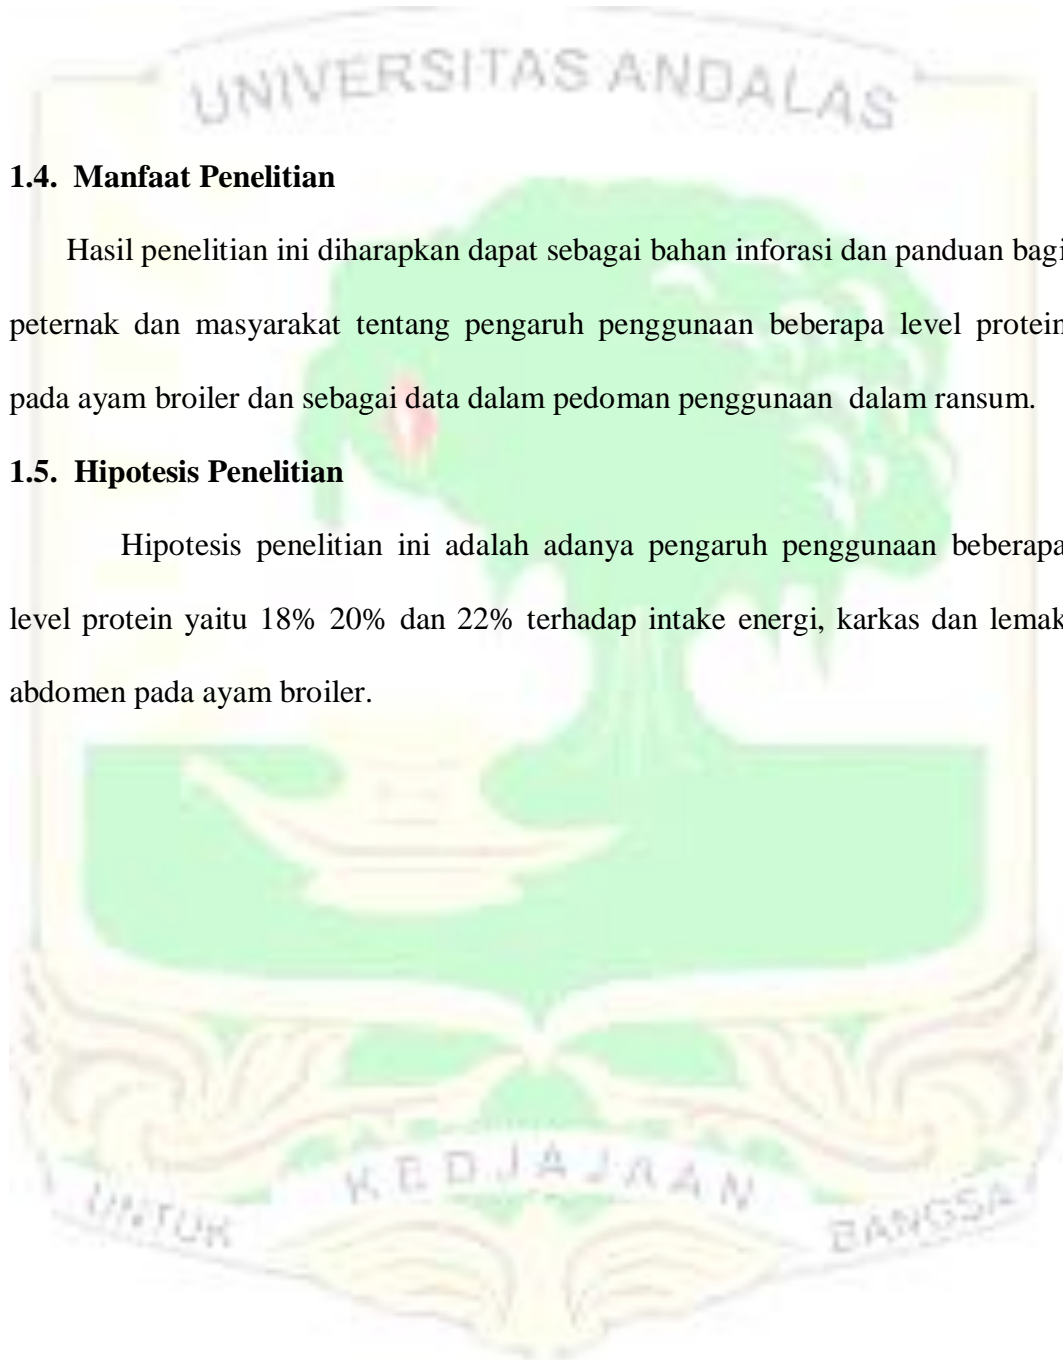 UNIVERSITAS ANDALAS
1.4. Manfaat Penelitian
Hasil penelitian ini diharapkan dapat sebagai bahan inforasi dan panduan bagi
peternak dan masyarakat tentang pengaruh penggunaan beberapa level protein
pada ayam broiler dan sebagai data dalam pedoman penggunaan dalam ransum.
1.5. Hipotesis Penelitian
Hipotesis penelitian ini adalah adanya pengaruh penggunaan beberapa
level protein yaitu 18% 20% dan 22% terhadap intake energi, karkas dan lemak
abdomen pada ayam broiler.
UNTUK KEDJAJAAN BANGSA